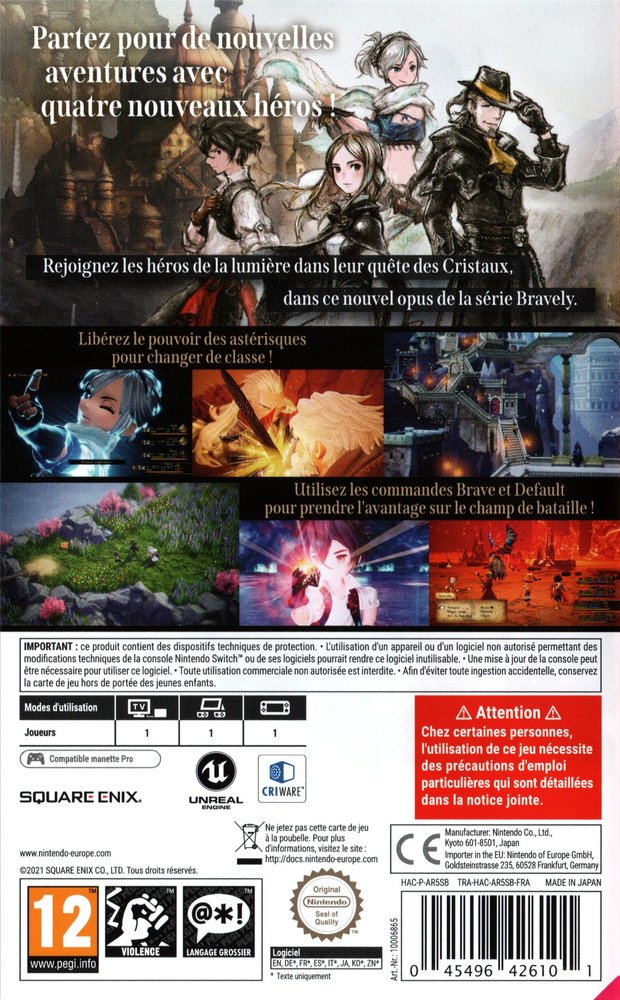 Partez pour de nouvelles
aventures avec
quatre nouveaux héros !
Rejoignez les héros de la lumière dans leur quête des Cristaux,
dans ce nouvel opus de la série Bravely.
Libérez le pouvoir des astérisques
pour changer de classe !
Utilisez les commandes Brave et Default
pour prendre l'avantage sur le champ de bataille !
IMPORTANT : ce produit contient des dispositifs techniques de protection. • L'utilisation d'un appareil ou d'un logiciel non autorisé permettant des
modifications techniques de la console Nintendo Switch™ ou de ses logiciels pourrait rendre ce logiciel inutilisable. • Une mise à jour de la console peut
être nécessaire pour utiliser ce logiciel. • Toute utilisation commerciale non autorisée est interdite. • Afin d'éviter toute ingestion accidentelle, conservez
la carte de jeu hors de portée des jeunes enfants.
Modes d'utilisation
TV
Joueurs 1 1 1
Compatible manette Pro
Attention
Chez certaines personnes,
l'utilisation de ce jeu nécessite
des précautions d'emploi
particulières qui sont détaillées
dans la notice jointe.
SQUARE ENIX.
UNREAL
ENGINE
CRIWARE™
Ne jetez pas cette carte de jeu
à la poubelle. Pour plus
d'informations, visitez le site :
http://docs.nintendo-europe.com
CE
Manufacturer: Nintendo Co., Ltd.,
Kyoto 601-8501, Japan
Importer in the EU: Nintendo of Europe GmbH,
Goldsteinstrasse 235, 60528 Frankfurt, Germany
www.nintendo-europe.com
©2021 SQUARE ENIX CO., LTD. Tous droits réservés.
HAC-P-AR5SB TRA-HAC-AR5SB-FRA MADE IN JAPAN
12
www.pegi.info
VIOLENCE
@*!
LANGAGE GROSSIER
Original
Nintendo
Seal of
Quality
TM
Logiciel
EN, DE*, FR*, ES*, IT*, JA, KO*, ZN*
* Texte uniquement
Art.-Nr.: 10006865
0 45496 42610 1